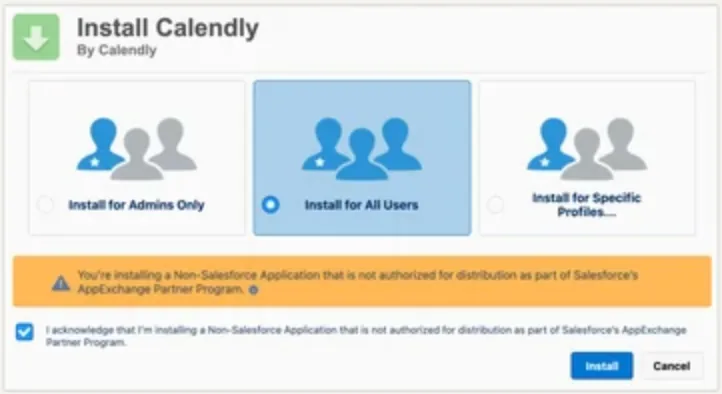 Install Calendly
By Calendly
Install for Admins Only
Install for All Users
Install for Specific
Profiles....
You're installing a Non-Salesforce Application that is not authorized for distribution as part of Salesforce's
AppExchange Partner Program.
I acknowledge that I'm installing a Non-Salesforce Application that is not authorized for distribution as part of Salesforce's AppExchange
Partner Program.
Install
Cancel